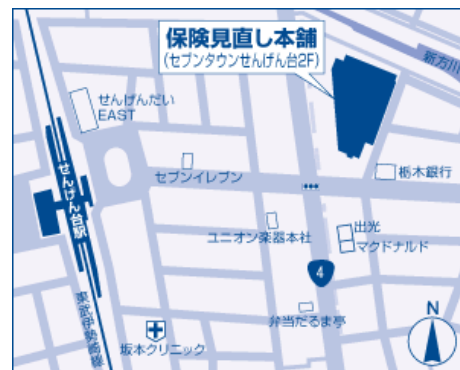 保険見直し本舗
(セブンタウンせんげん台2F)
新方川
せんげんだい
EAST
セブンイレブン
栃木銀行
せんげん台駅
ユニオン楽器本社
出光
マクドナルド
4
東武伊勢崎線
弁当だるま亭
坂本クリニック
N